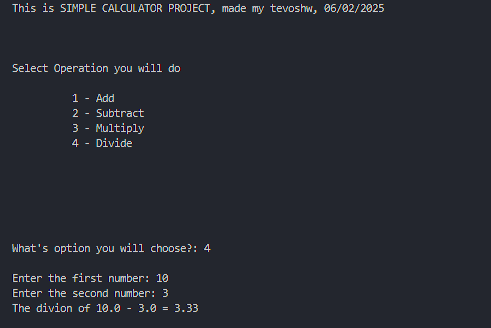 This is SIMPLE CALCULATOR PROJECT, made my tevoshw, 06/02/2025
Select Operation you will do
1 - Add
2 - Subtract
3 - Multiply
4 - Divide
What's option you will choose?: 4
Enter the first number: 10
Enter the second number: 3
The divion of 10.0 - 3.0 = 3.33